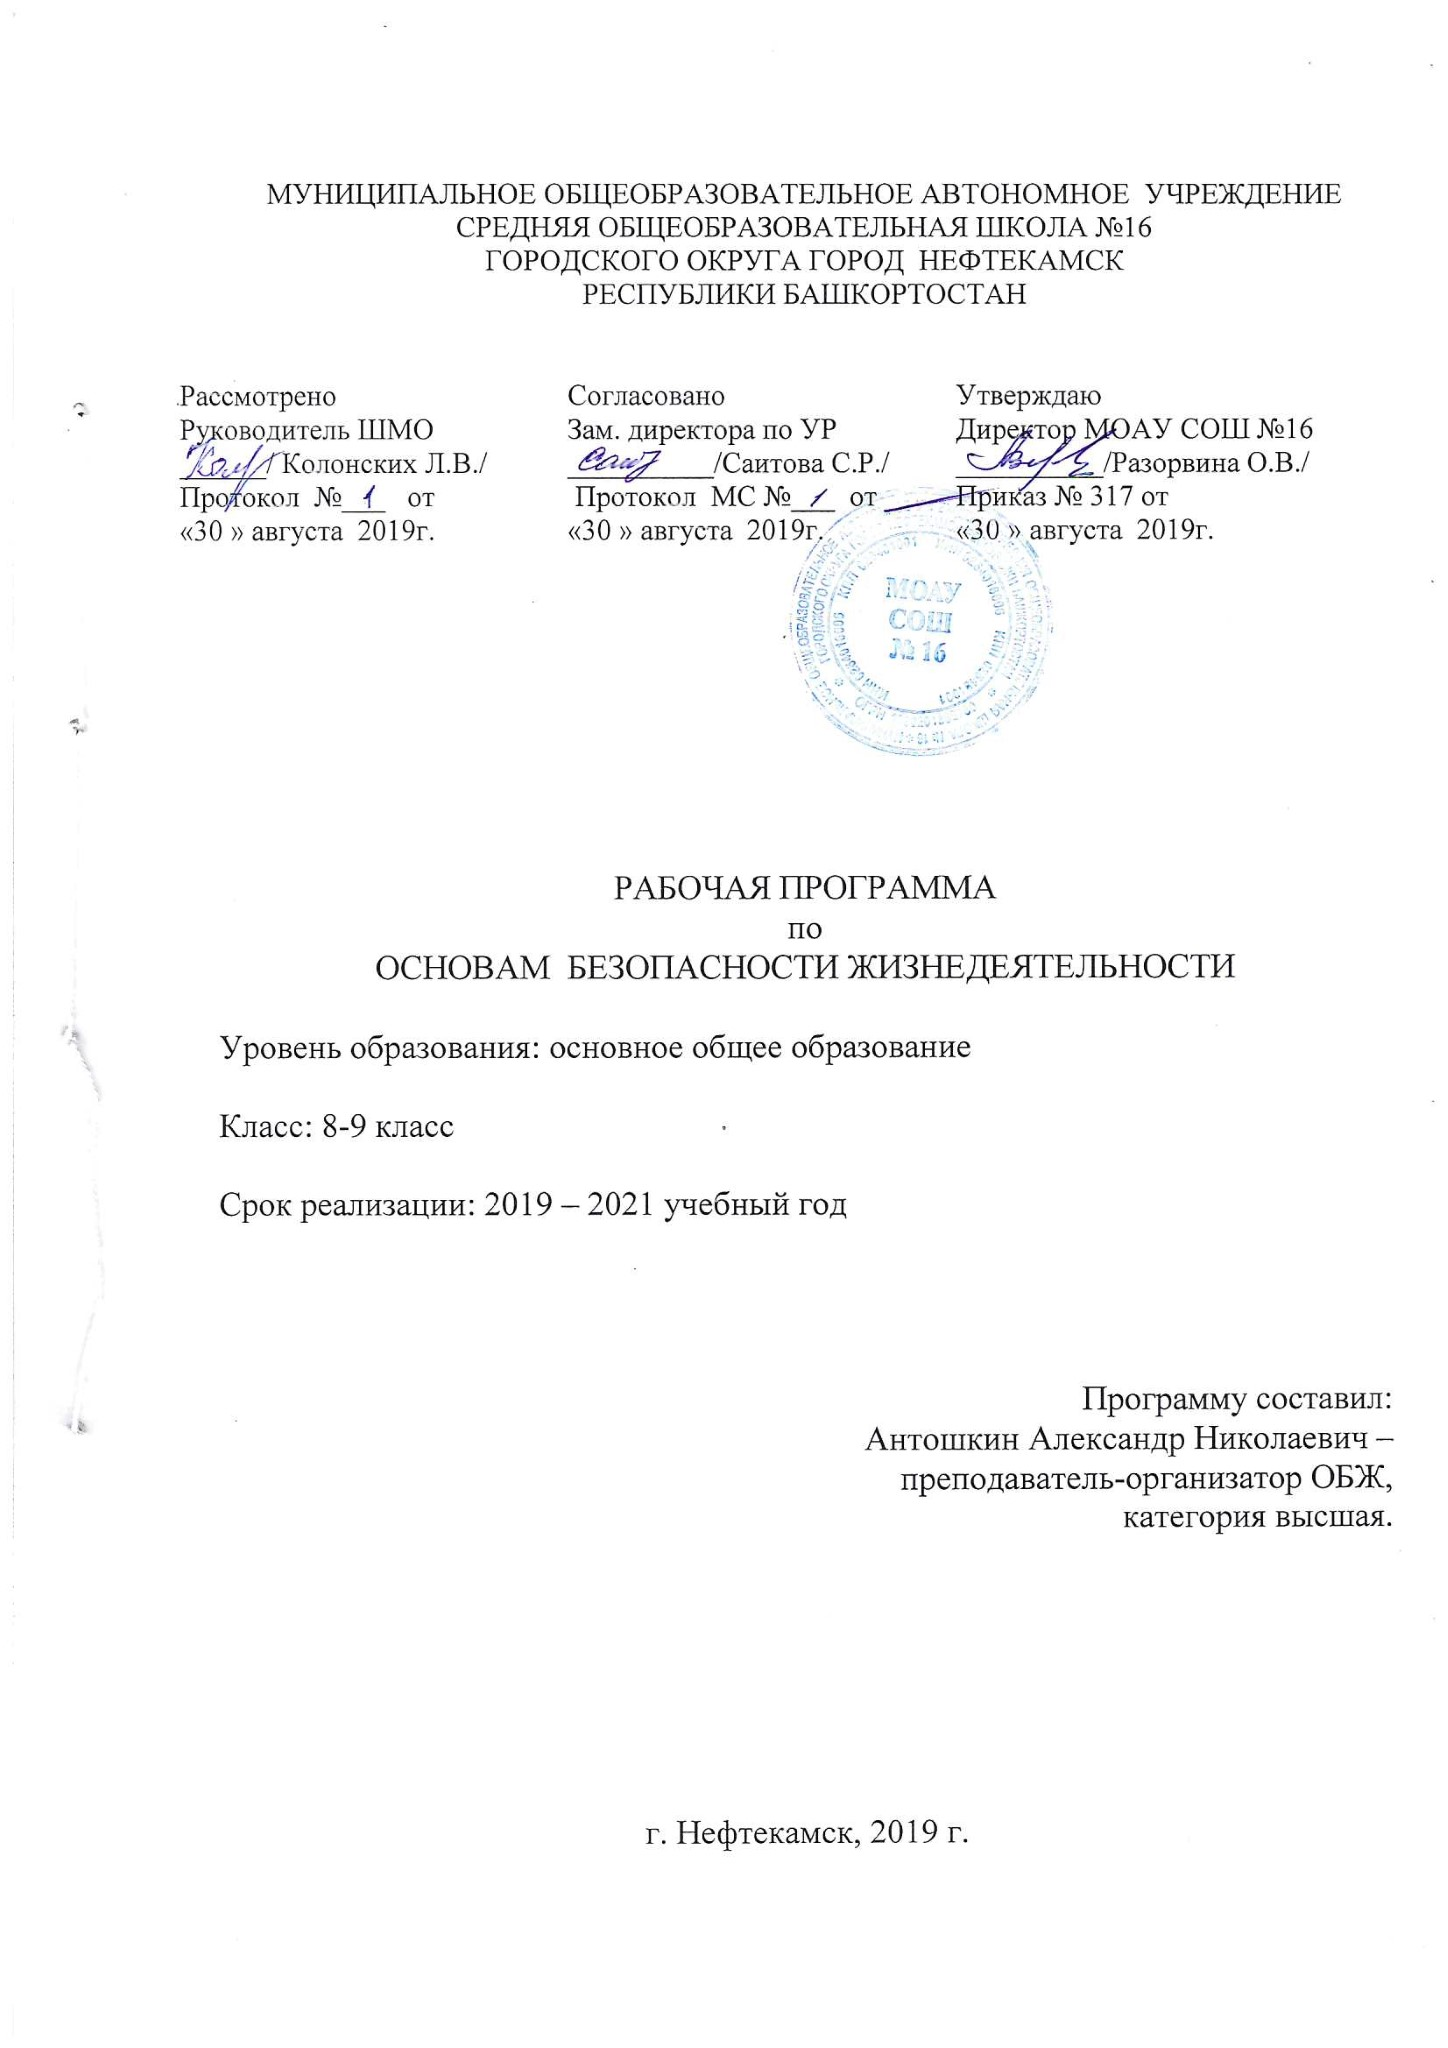 МУНИЦИПАЛЬНОЕ ОБЩЕОБРАЗОВАТЕЛЬНОЕ АВТОНОМНОЕ УЧРЕЖДЕНИЕ
СРЕДНЯЯ ОБЩЕОБРАЗОВАТЕЛЬНАЯ ШКОЛА №16
ГОРОДСКОГО ОКРУГА ГОРОД НЕФТЕКАМСК
РЕСПУБЛИКИ БАШКОРТОСТАН
Рассмотрено
Руководитель ШМО
/ Колонских Л.В./
Протокол № 1 от
«30 » августа 2019г.
Согласовано
Зам. директора по УР
/Саитова С.Р./
Протокол МС № 1 от
«30 » августа 2019г.
Утверждаю
Директор МОАУ СОШ №16
/Разорвина О.В./
Приказ № 317 от
«30 » августа 2019г.
МОАУ
СОШ
№ 16
РАБОЧАЯ ПРОГРАММА
по
ОСНОВАМ БЕЗОПАСНОСТИ ЖИЗНЕДЕЯТЕЛЬНОСТИ
Уровень образования: основное общее образование
Класс: 8-9 класс
Срок реализации: 2019 – 2021 учебный год
Программу составил:
Антошкин Александр Николаевич –
преподаватель-организатор ОБЖ,
категория высшая.
г. Нефтекамск, 2019 г.